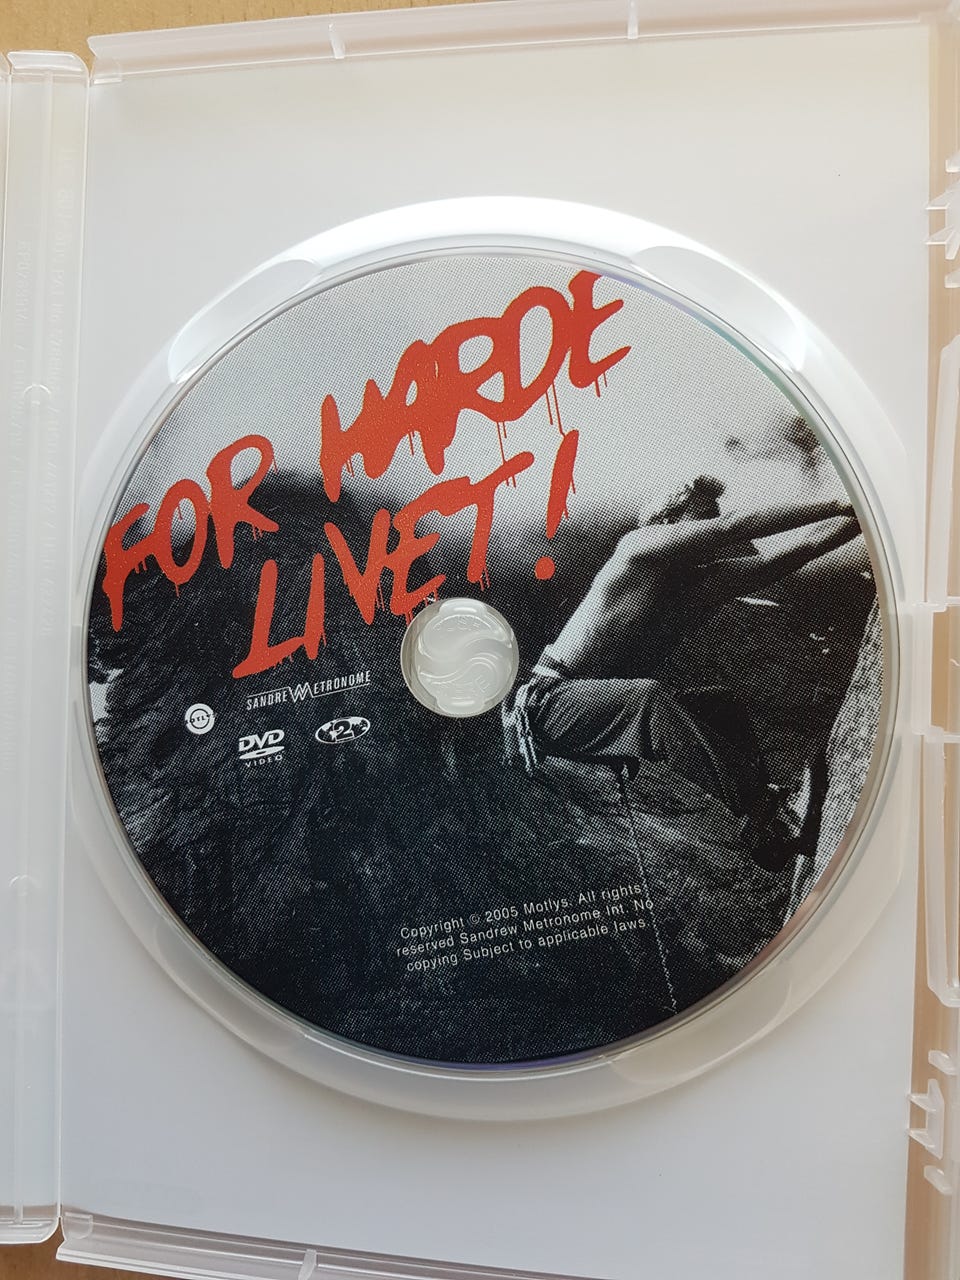 FOR HARDE
LIVET!
SANDREW METRONOME
DVD
VIDEO
2
Copyright © 2005 Motlys. All rights
reserved Sandrew Metronome Int. No
copying Subject to applicable laws.